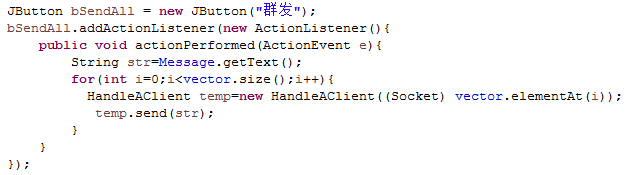 JButton bSendAll = new JButton("群发");
bSendAll.addActionListener(new ActionListener(){
public void actionPerformed(ActionEvent e){
String str=Message.getText();
for(int i=0;i<vector.size();i++){
HandleAClient temp=new HandleAClient((Socket) vector.elementAt(i));
temp.send(str);
}
}
});